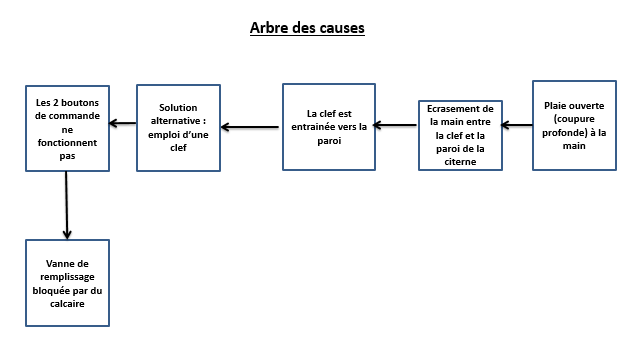 Arbre des causes
Les 2 boutons
de commande
ne
fonctionnent
pas
Solution
alternative :
emploi d'une
clef
La clef est
entrainée vers la
paroi
Ecrasement de
la main entre
la clef et la
paroi de la
citerne
Plaie ouverte
(coupure
profonde) à la
main
Vanne de
remplissage
bloquée par du
calcaire